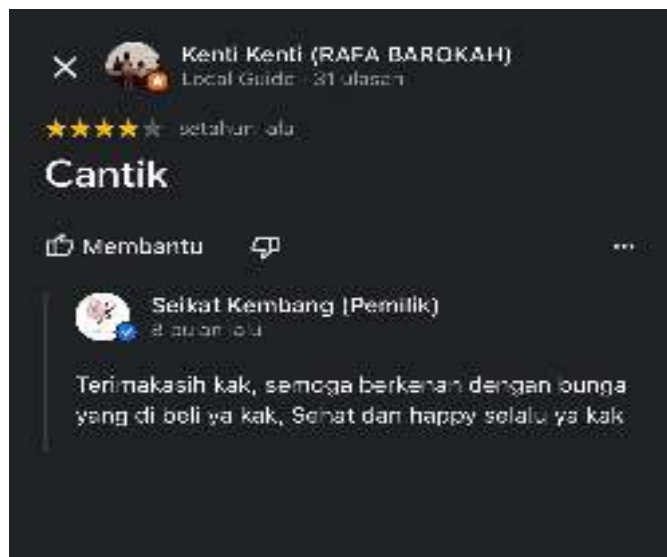 Kenti Kenti (RAFA BAROKAH)
Local Guide · 31 ulasan
setahun lalu
Cantik
Membantu
Seikat Kembang (Pemilik)
8 bulan lalu
Terimakasih kak, semoga berkenan dengan bunga
yang di beli ya kak, Sehat dan happy selalu ya kak